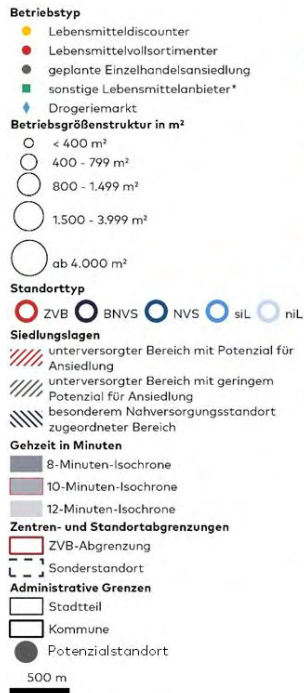 Betriebstyp
Lebensmitteldiscounter
Lebensmittelvollsortimenter
geplante Einzelhandelsansiedlung
sonstige Lebensmittelanbieter*
Drogeriemarkt
Betriebsgrößenstruktur in m²
< 400 m²
400 - 799 m²
800 - 1.499 m²
1.500 - 3.999 m²
ab 4.000 m²
Standorttyp
ZVB BNVS NVS siL niL
Siedlungslagen
unterversorgter Bereich mit Potenzial für
Ansiedlung
unterversorgter Bereich mit geringem
Potenzial für Ansiedlung
besonderem Nahversorgungsstandort
zugeordneter Bereich
Gehzeit in Minuten
8-Minuten-Isochrone
10-Minuten-Isochrone
12-Minuten-Isochrone
Zentren- und Standortabgrenzungen
ZVB-Abgrenzung
Sonderstandort
Administrative Grenzen
Stadtteil
Kommune
Potenzialstandort
500 m